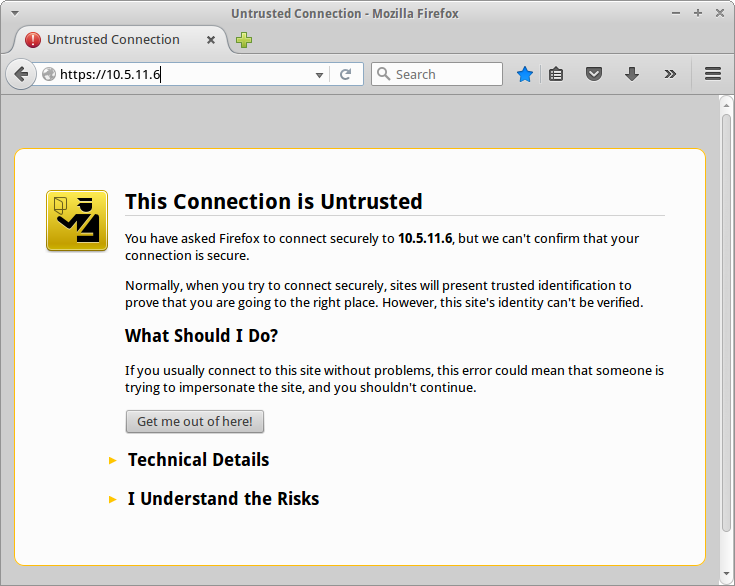 Untrusted Connection - Mozilla Firefox
Untrusted Connection
https://10.5.11.6
Search
This Connection is Untrusted
You have asked Firefox to connect securely to 10.5.11.6, but we can't confirm that your
connection is secure.
Normally, when you try to connect securely, sites will present trusted identification to
prove that you are going to the right place. However, this site's identity can't be verified.
What Should I Do?
If you usually connect to this site without problems, this error could mean that someone is
trying to impersonate the site, and you shouldn't continue.
Get me out of here!
Technical Details
I Understand the Risks